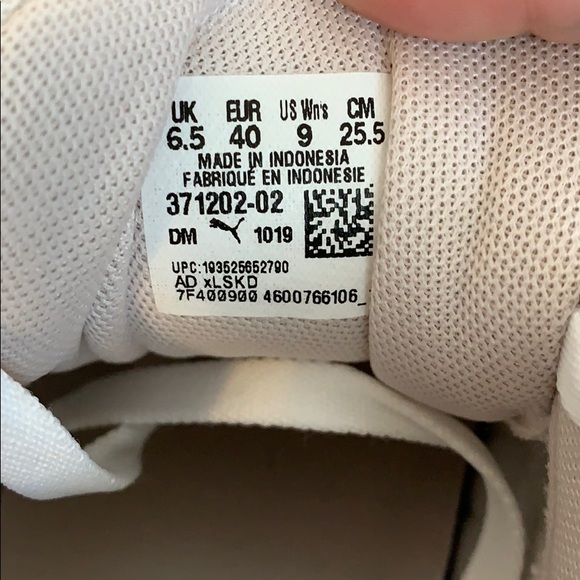 UK EUR US Wn's CM
6.5 40 9 25.5
MADE IN INDONESIA
FABRIQUÉ EN INDONESIE
371202-02
DM 1019
UPC:193525652790
AD xLSKD
7F400900 4600766106_